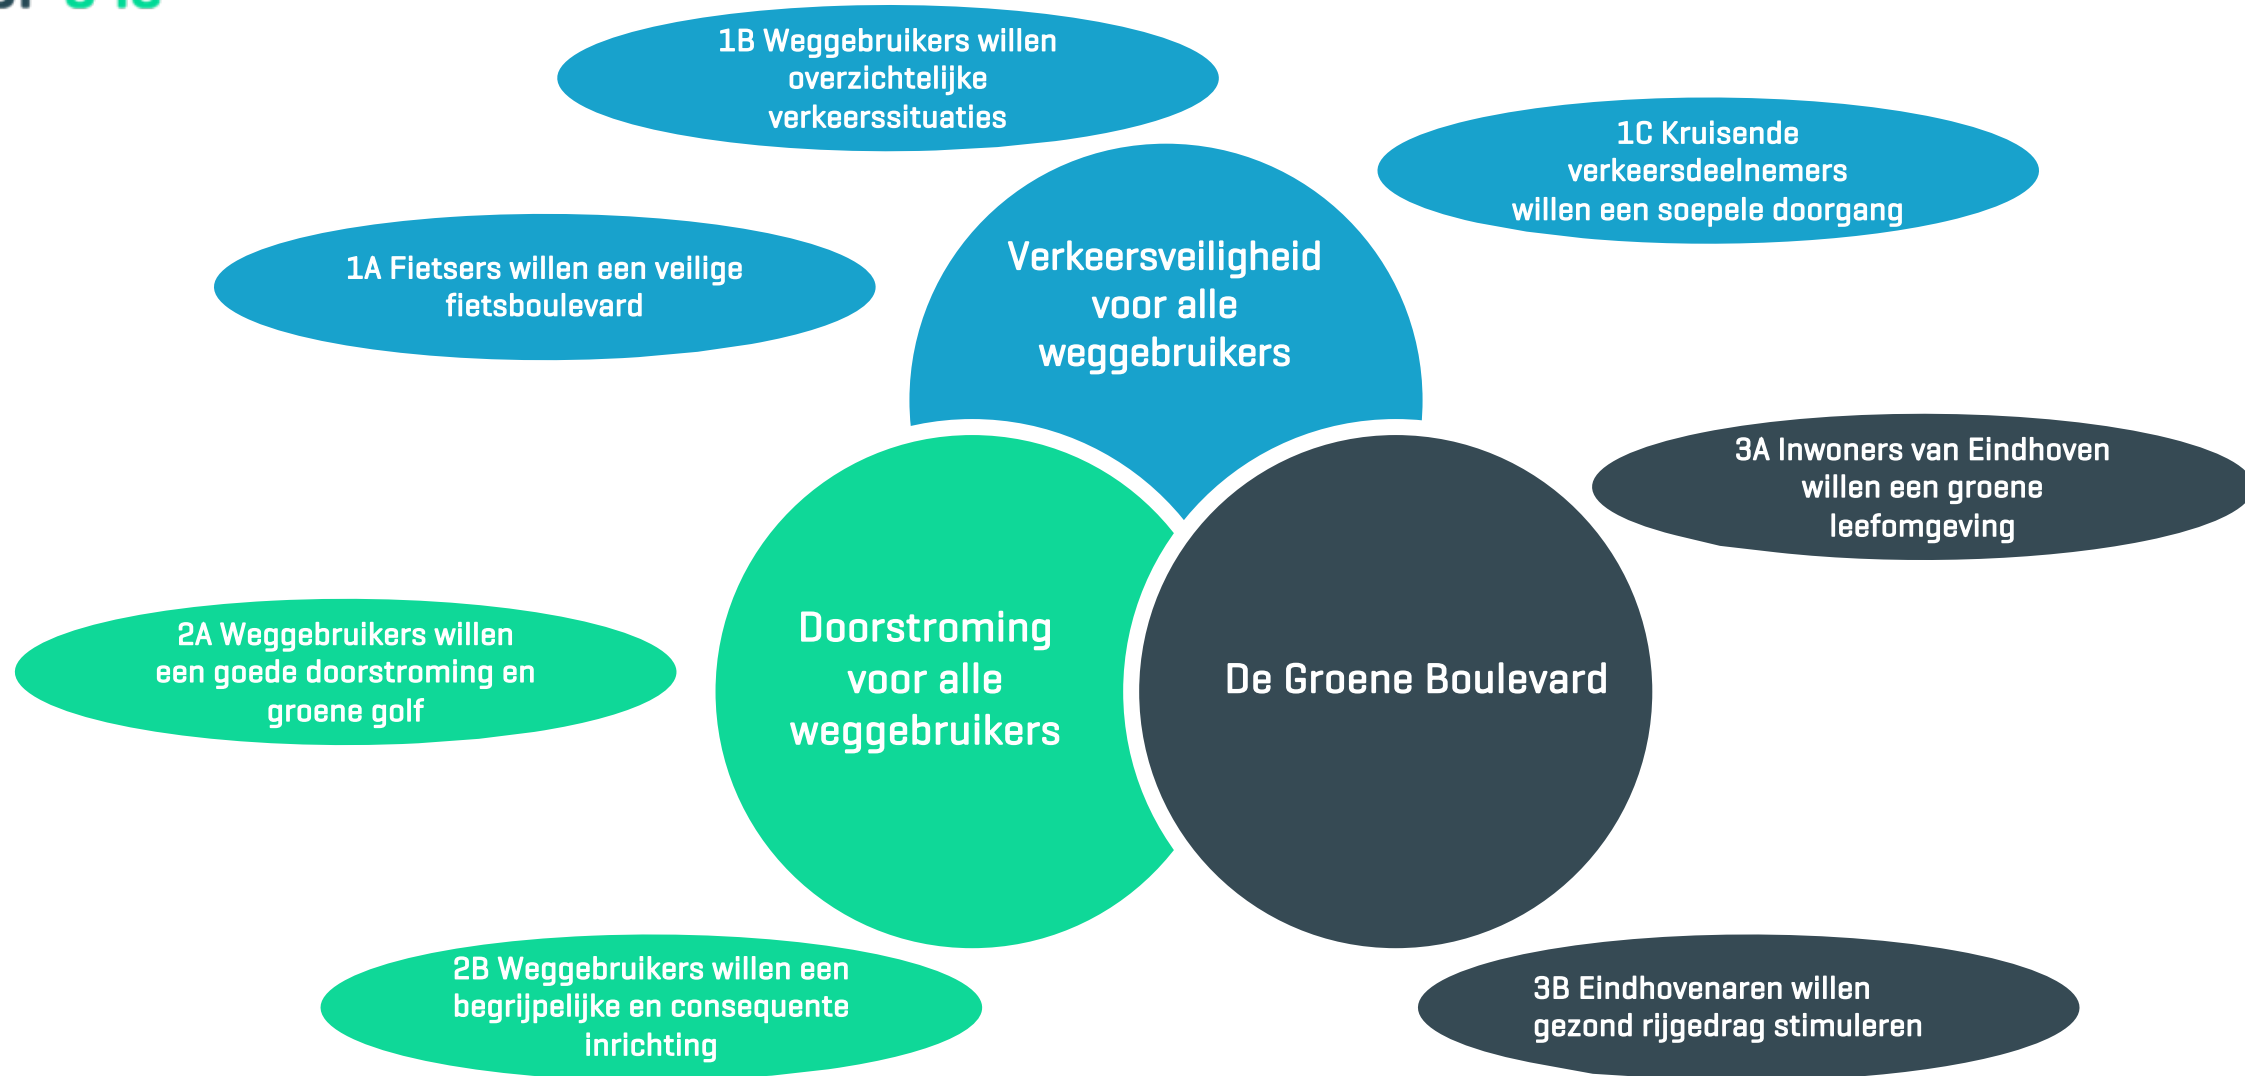 1B Weggebruikers willen
overzichtelijke
verkeerssituaties
1C Kruisende
verkeersdeelnemers
willen een soepele doorgang
1A Fietsers willen een veilige
fietsboulevard
Verkeersveiligheid
voor alle
weggebruikers
3A Inwoners van Eindhoven
willen een groene
leefomgeving
2A Weggebruikers willen
een goede doorstroming en
groene golf
Doorstroming
voor alle
weggebruikers
De Groene Boulevard
2B Weggebruikers willen een
begrijpelijke en consequente
inrichting
3B Eindhovenaren willen
gezond rijgedrag stimuleren